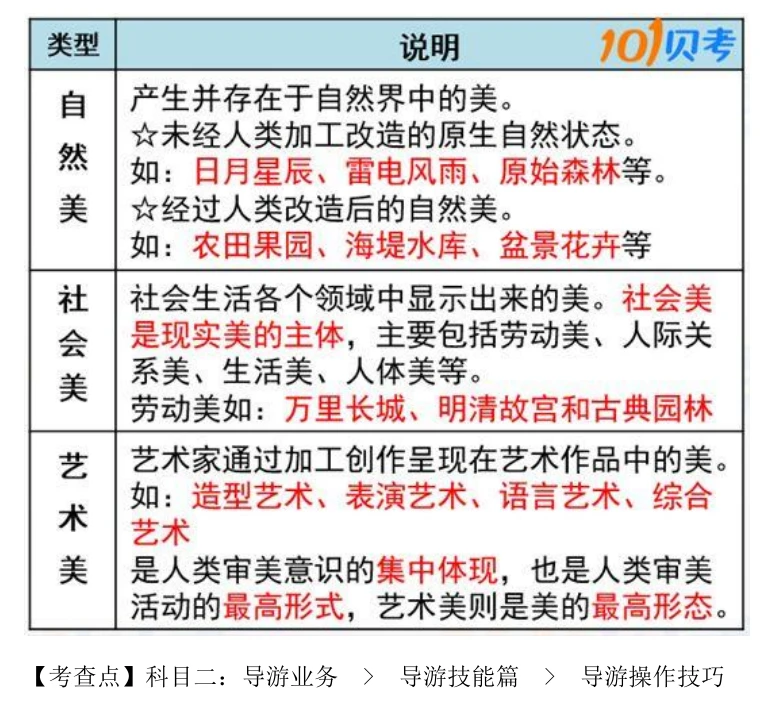 类型 说明 101贝考
自然美
产生并存在于自然界中的美。
☆未经人类加工改造的原生自然状态。
如：日月星辰、雷电风雨、原始森林等。
☆经过人类改造后的自然美。
如：农田果园、海堤水库、盆景花卉等
社会美
社会生活各个领域中显示出来的美。社会美
是现实美的主体，主要包括劳动美、人际关
系美、生活美、人体美等。
劳动美如：万里长城、明清故宫和古典园林
艺术美
艺术家通过加工创作呈现在艺术作品中的美。
如：造型艺术、表演艺术、语言艺术、综合
艺术
是人类审美意识的集中体现，也是人类审美
活动的最高形式，艺术美则是美的最高形态。
【考查点】科目二：导游业务 > 导游技能篇 > 导游操作技巧